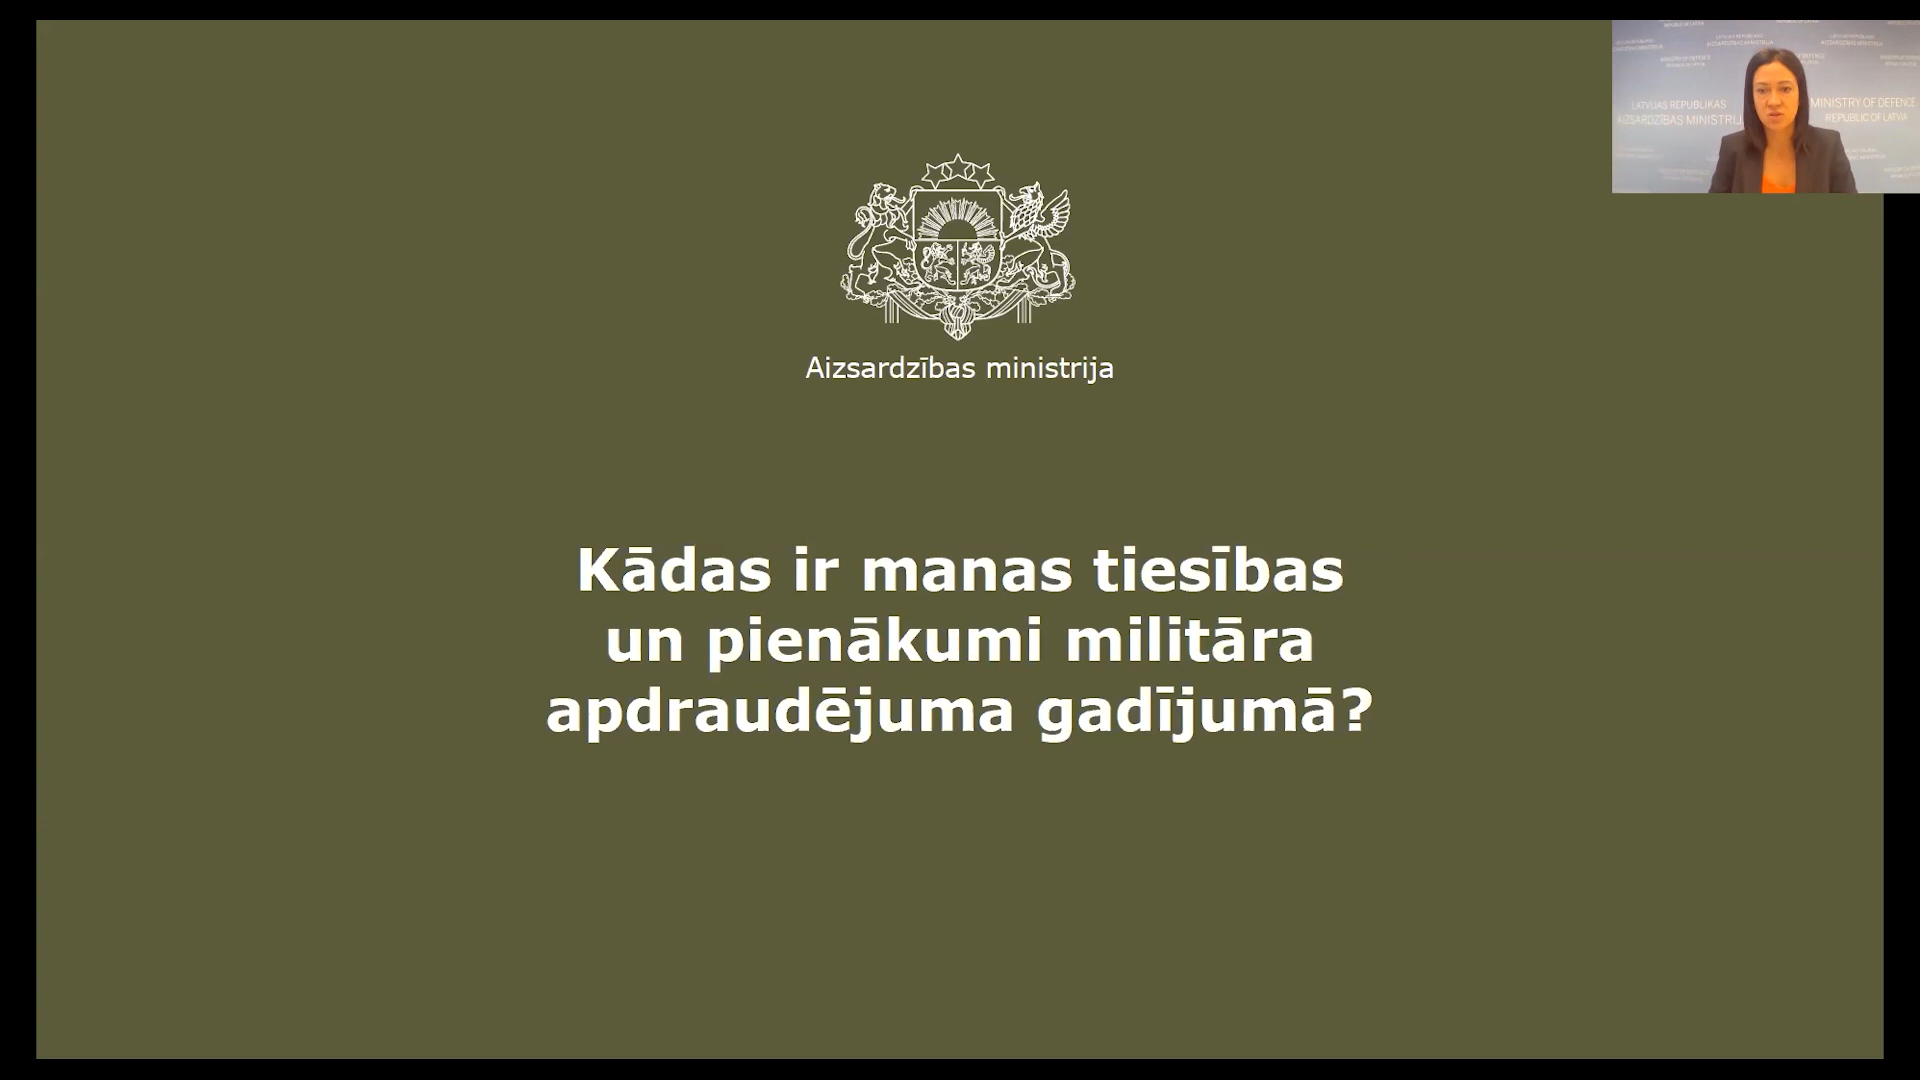 Aizsardzības ministrija
Kādas ir manas tiesības
un pienākumi militāra
apdraudējuma gadījumā?
LATVIJAS REPUBLIKAS
AIZSARDZĪBAS MINISTRIJ
MINISTRY OF DEFENCE
REPUBLIC OF LATVIA